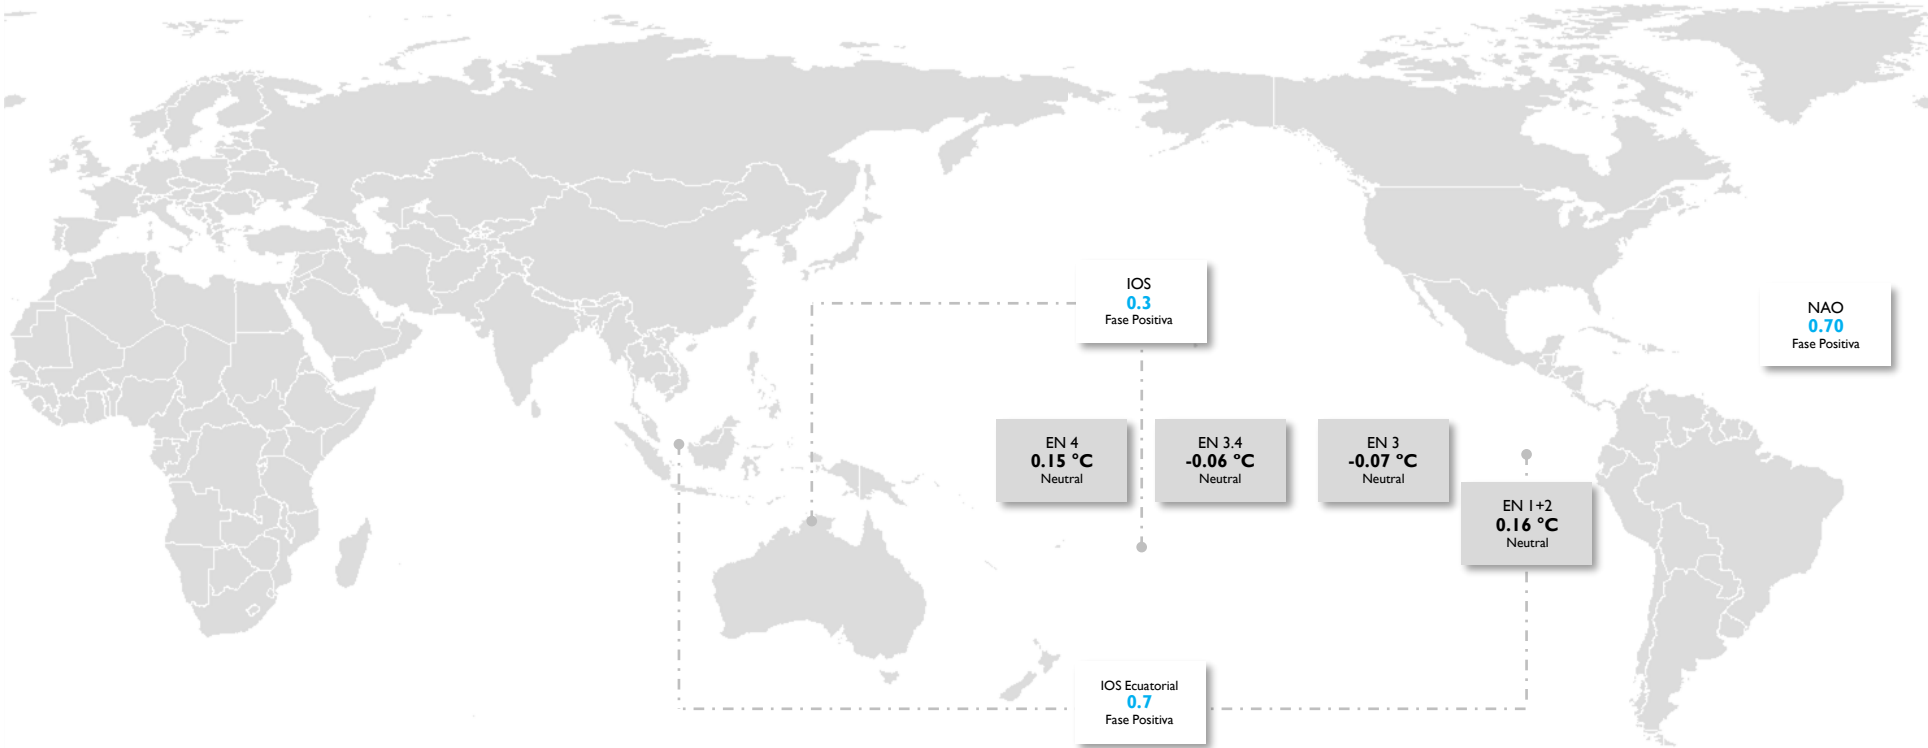 IOS
0.3
Fase Positiva
NAO
0.70
Fase Positiva
EN 4
0.15 °C
Neutral
EN 3.4
-0.06 °C
Neutral
EN 3
-0.07 °C
Neutral
EN 1+2
0.16 °C
Neutral
IOS Ecuatorial
0.7
Fase Positiva